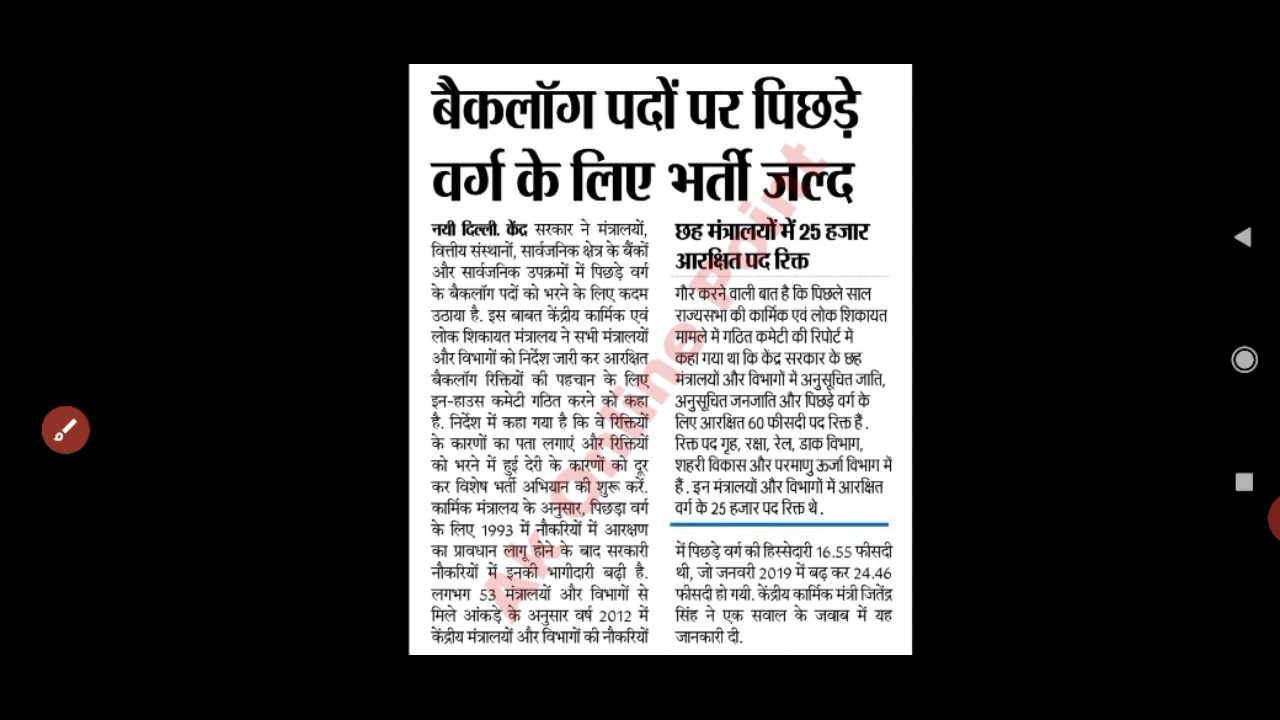 बैकलॉग पदों पर पिछड़े
वर्ग के लिए भर्ती जल्द
नयी दिल्ली. केंद्र सरकार ने मंत्रालयों,
वित्तीय संस्थानों, सार्वजनिक क्षेत्र के बैंकों
और सार्वजनिक उपक्रमों में पिछड़े वर्ग
के बैकलॉग पदों को भरने के लिए कदम
उठाया है. इस बाबत केंद्रीय कार्मिक एवं
लोक शिकायत मंत्रालय ने सभी मंत्रालयों
और विभागों को निर्देश जारी कर आरक्षित
बैकलॉग रिक्तियों की पहचान के लिए
इन-हाउस कमेटी गठित करने को कहा
है. निर्देश में कहा गया है कि वे रिक्तियों
के कारणों का पता लगाएं और रिक्तियों
को भरने में हुई देरी के कारणों को दूर
कर विशेष भर्ती अभियान की शुरू करें.
कार्मिक मंत्रालय के अनुसार, पिछड़ा वर्ग
के लिए 1993 में नौकरियों में आरक्षण
का प्रावधान लागू होने के बाद सरकारी
नौकरियों में इनकी भागीदारी बढ़ी है.
लगभग 53 मंत्रालयों और विभागों से
मिले आंकड़े के अनुसार वर्ष 2012 में
केंद्रीय मंत्रालयों और विभागों की नौकरियों
छह मंत्रालयों में 25 हजार
आरक्षित पद रिक्त
गौर करने वाली बात है कि पिछले साल
राज्यसभा की कार्मिक एवं लोक शिकायत
मामले में गठित कमेटी की रिपोर्ट में
कहा गया था कि केंद्र सरकार के छह
मंत्रालयों और विभागों में अनुसूचित जाति,
अनुसूचित जनजाति और पिछड़े वर्ग के
लिए आरक्षित 60 फीसदी पद रिक्त हैं.
रिक्त पद गृह, रक्षा, रेल, डाक विभाग,
शहरी विकास और परमाणु ऊर्जा विभाग में
हैं. इन मंत्रालयों और विभागों में आरक्षित
वर्ग के 25 हजार पद रिक्त थे.
में पिछड़े वर्ग की हिस्सेदारी 16.55 फीसदी
थी, जो जनवरी 2019 में बढ़ कर 24.46
फीसदी हो गयी. केंद्रीय कार्मिक मंत्री जितेंद्र
सिंह ने एक सवाल के जवाब में यह
जानकारी दी.
Ak Online Point